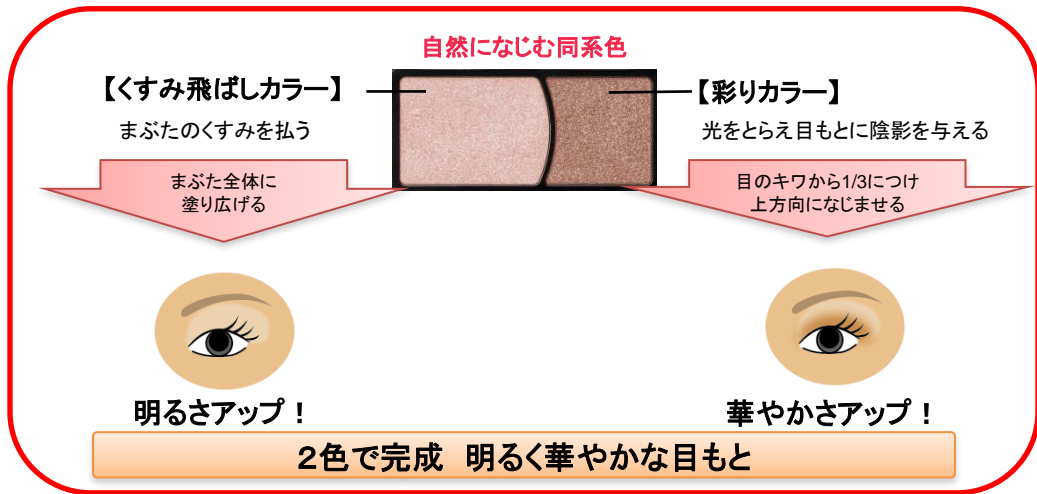 自然になじむ同系色
【くすみ飛ばしカラー】
まぶたのくすみを払う
まぶた全体に
塗り広げる
明るさアップ！
【彩りカラー】
光をとらえ目もとに陰影を与える
目のキワから1/3につけ
上方向になじませる
華やかさアップ！
２色で完成 明るく華やかな目もと